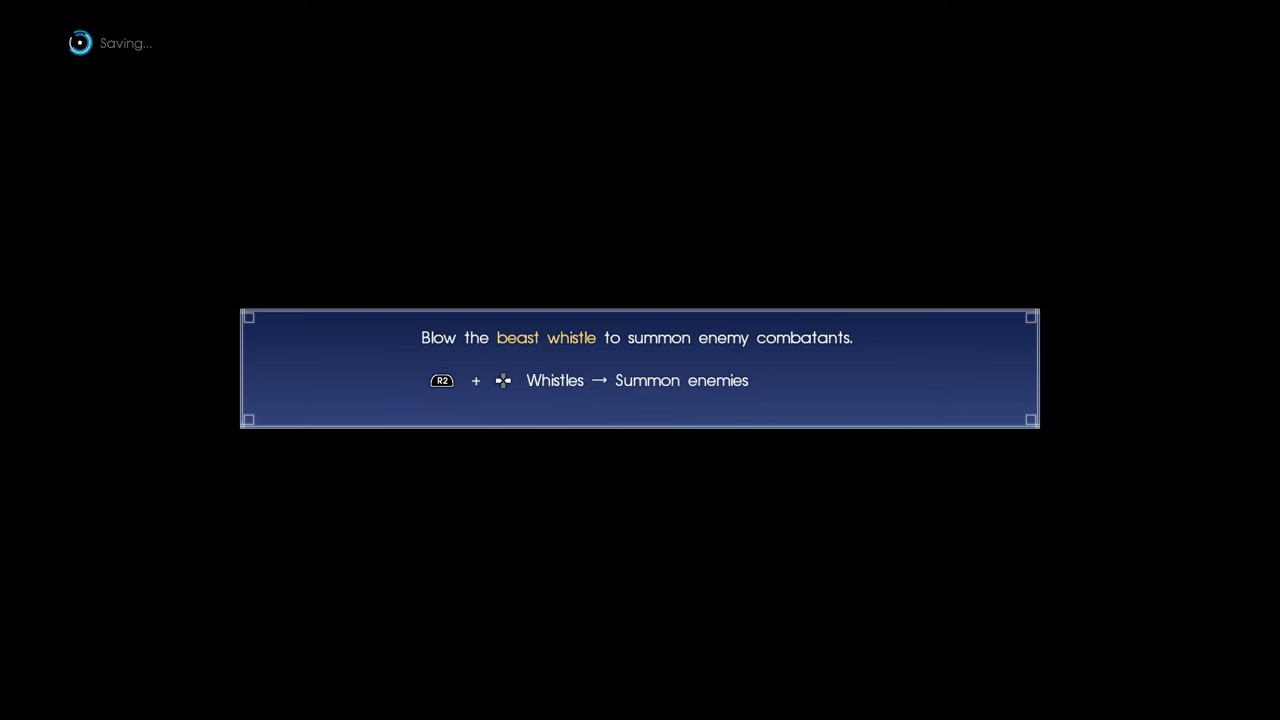 Saving...
Blow the beast whistle to summon enemy combatants.
R2 + Whistles → Summon enemies